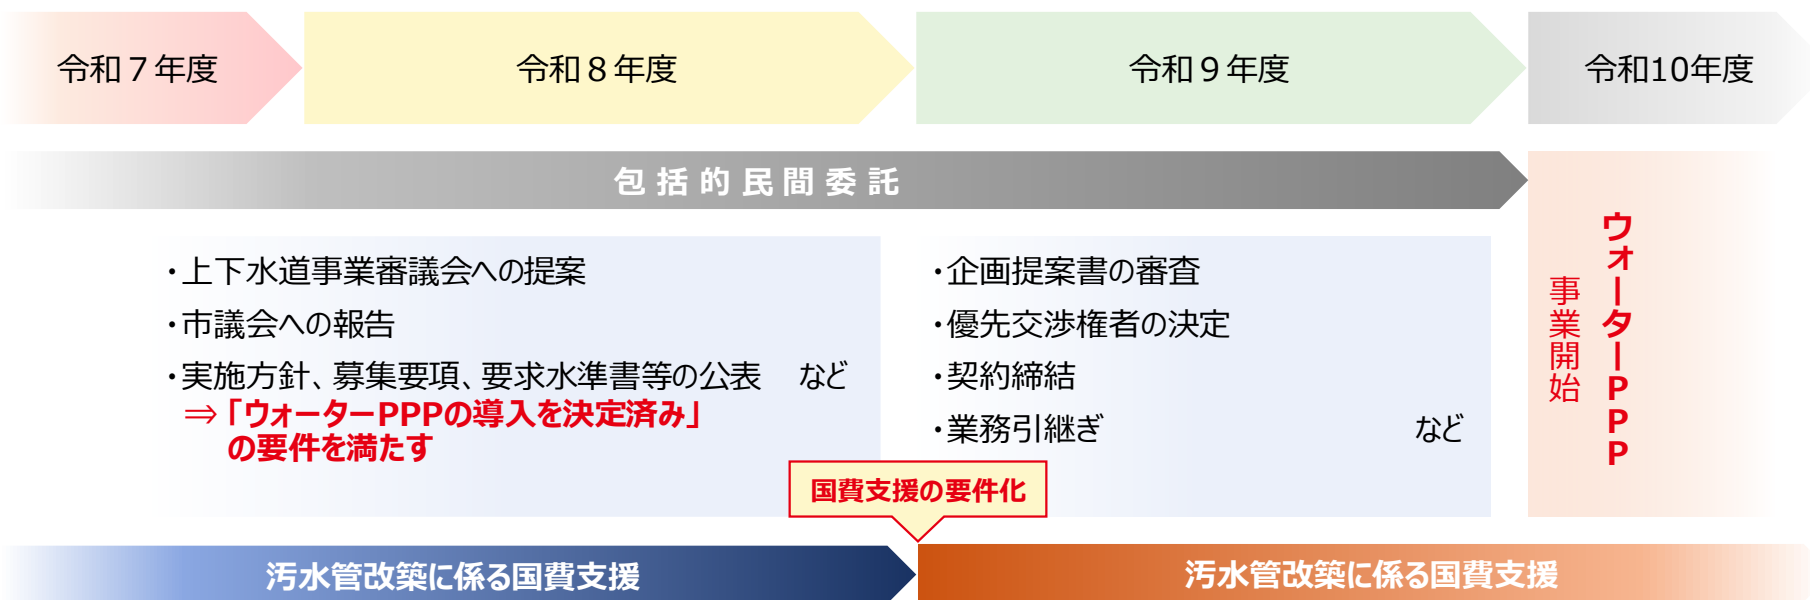 令和７年度
令和８年度
令和９年度
令和10年度
包括的民間委託
・上下水道事業審議会への提案
・市議会への報告
・実施方針、募集要項、要求水準書等の公表　など
⇒「ウォーターPPPの導入を決定済み」
の要件を満たす
・企画提案書の審査
・優先交渉権者の決定
・契約締結
・業務引継ぎ　など
ウォーターPPP
事業開始
国費支援の要件化
汚水管改築に係る国費支援
汚水管改築に係る国費支援